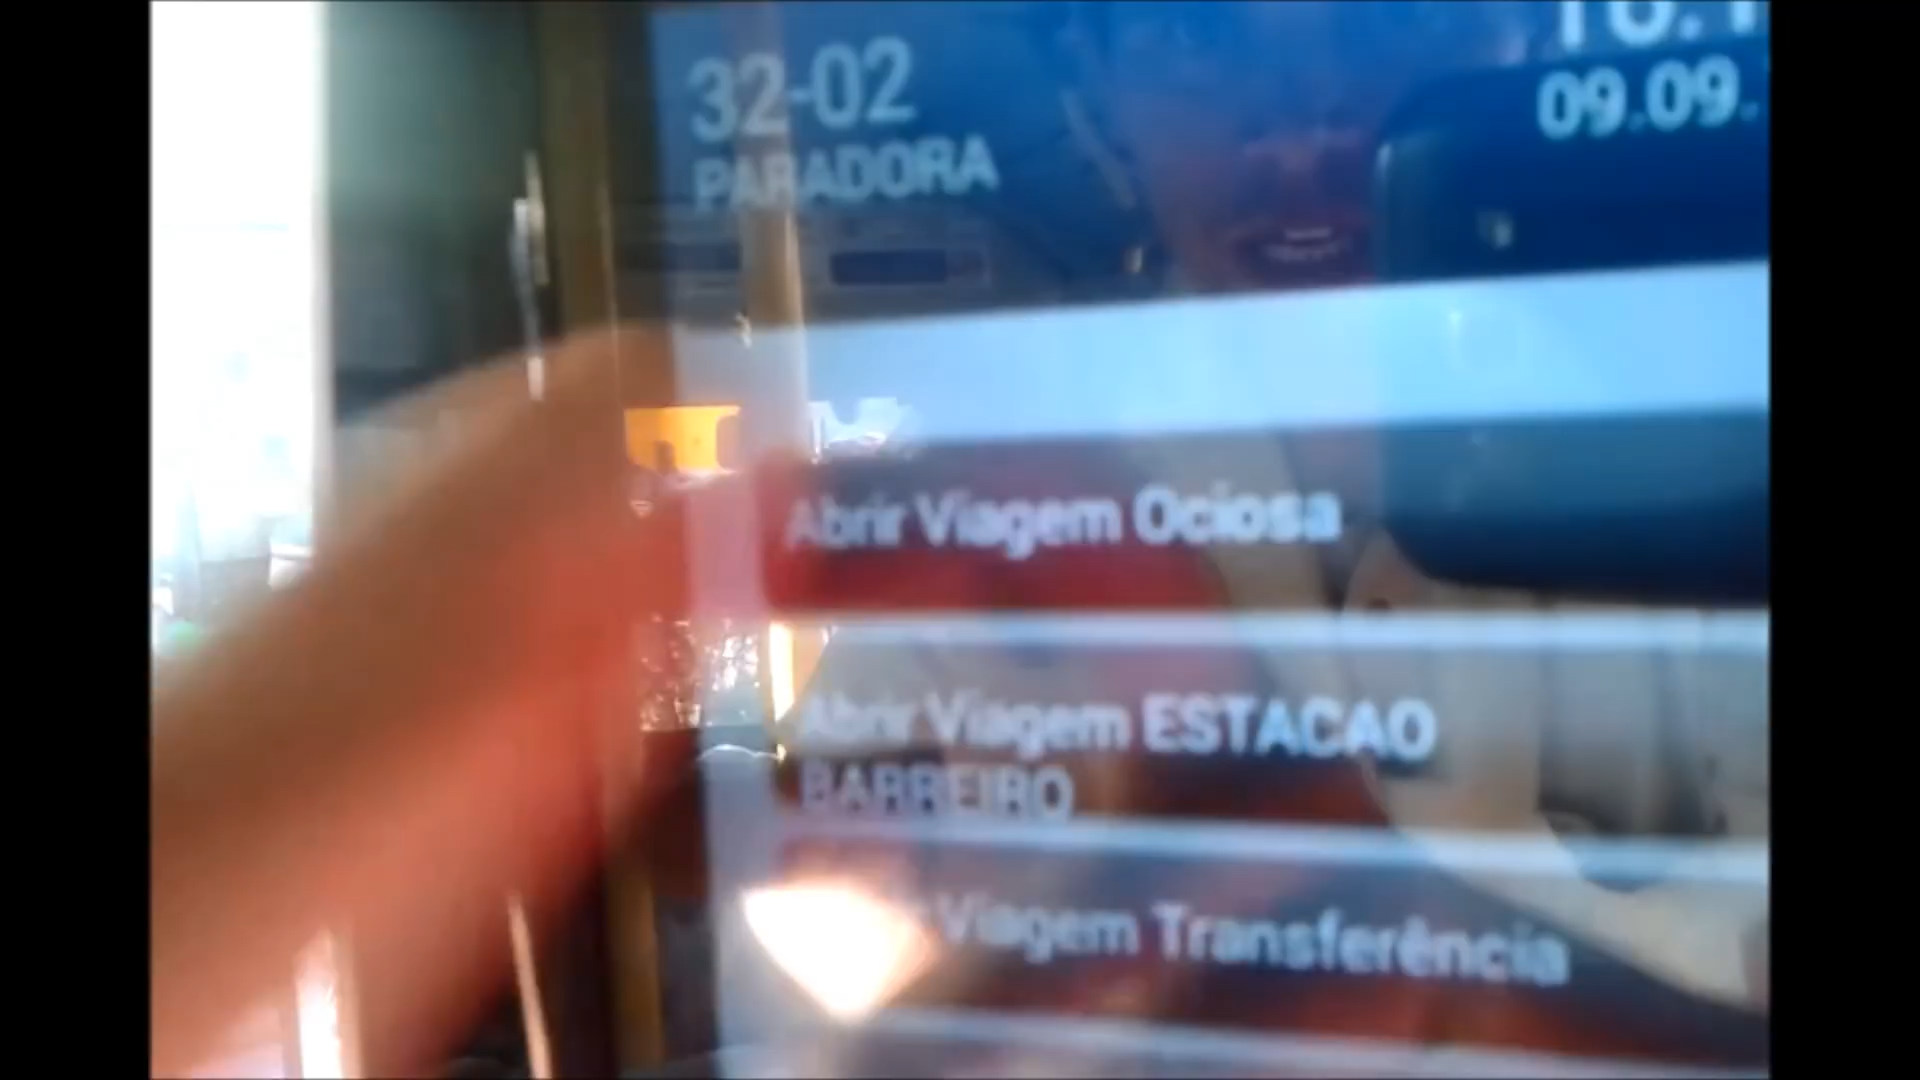 32-02
PARADORA
09.09.
Abrir Viagem Ociosa
Abrir Viagem ESTACAO
BARREIRO
Viagem Transferência